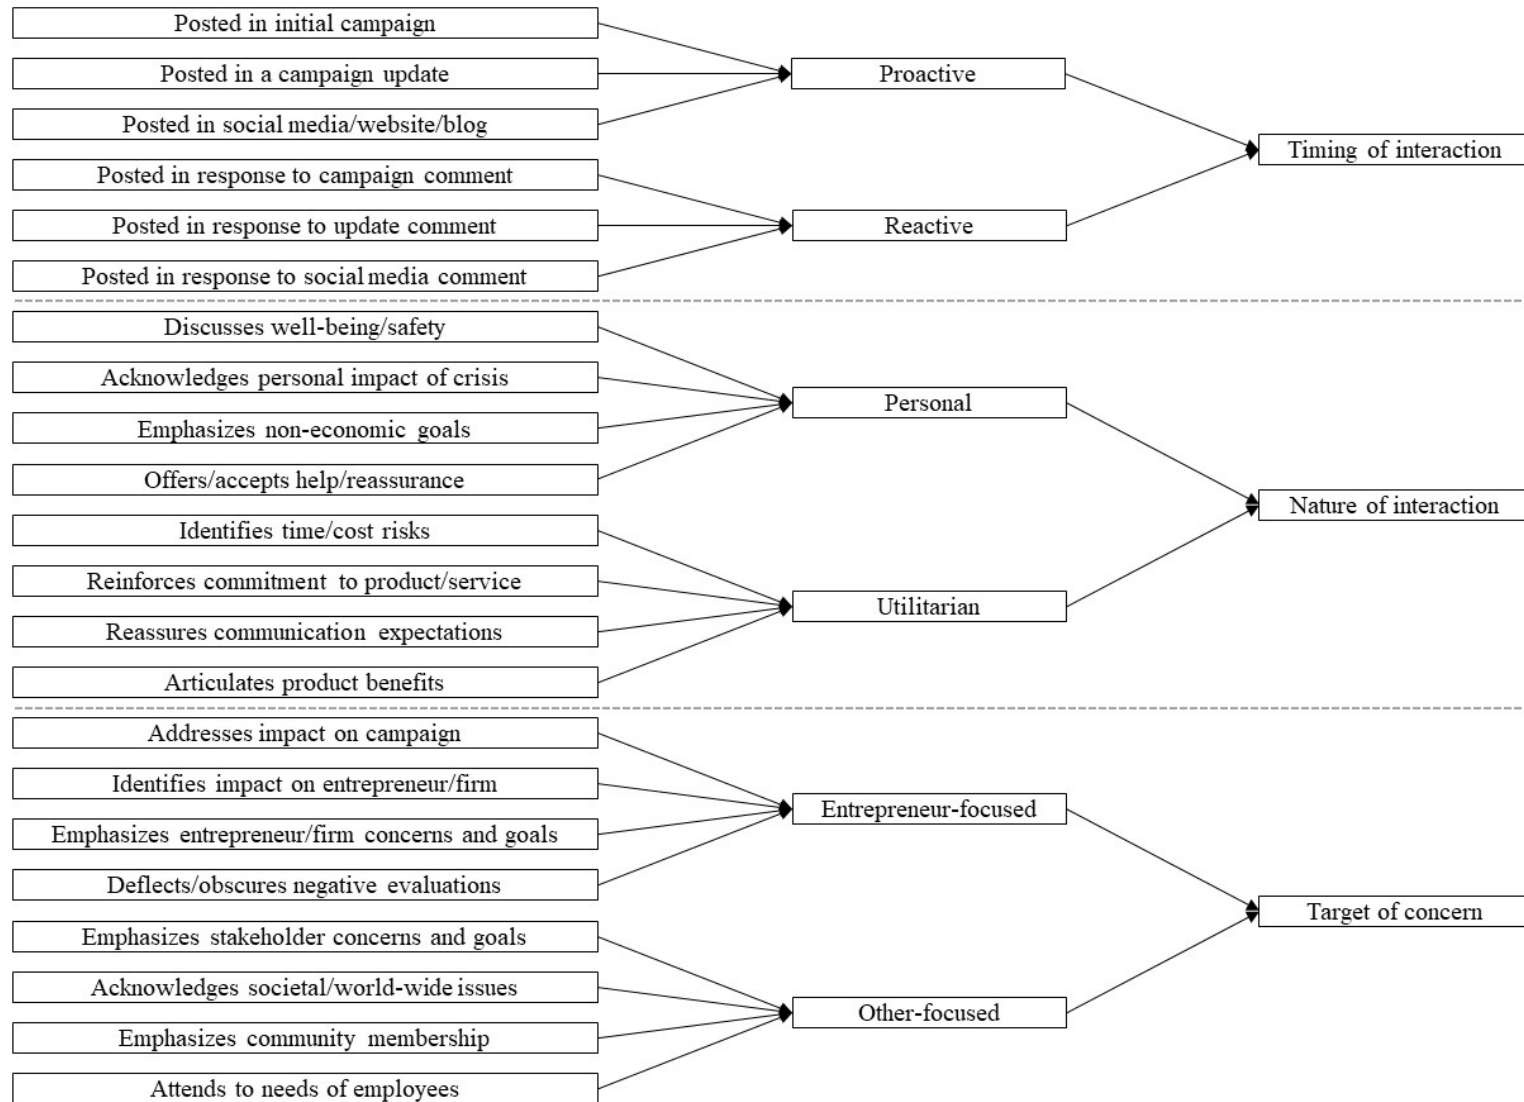 Posted in initial campaign
Posted in a campaign update
Posted in social media/website/blog
Posted in response to campaign comment
Posted in response to update comment
Posted in response to social media comment
Proactive
Reactive
Timing of interaction
Discusses well-being/safety
Acknowledges personal impact of crisis
Emphasizes non-economic goals
Offers/accepts help/reassurance
Identifies time/cost risks
Reinforces commitment to product/service
Reassures communication expectations
Articulates product benefits
Personal
Utilitarian
Nature of interaction
Addresses impact on campaign
Identifies impact on entrepreneur/firm
Emphasizes entrepreneur/firm concerns and goals
Deflects/obscures negative evaluations
Emphasizes stakeholder concerns and goals
Acknowledges societal/world-wide issues
Emphasizes community membership
Attends to needs of employees
Entrepreneur-focused
Other-focused
Target of concern